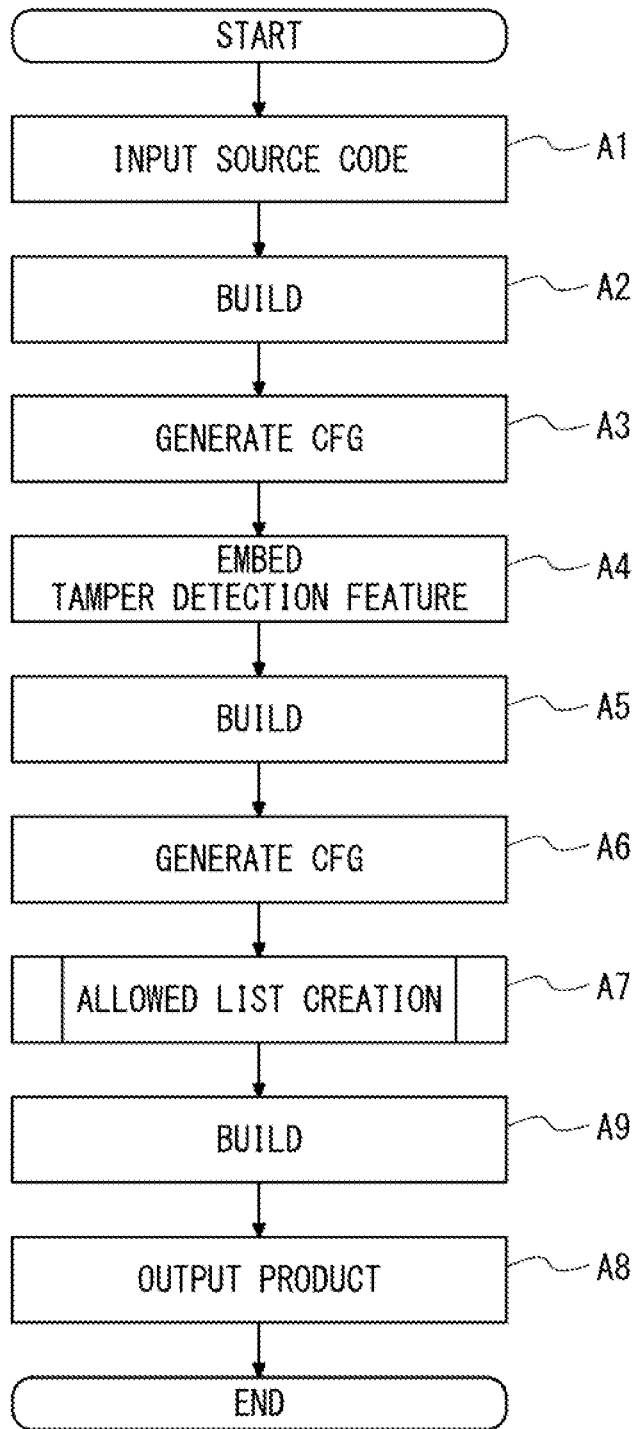 START
INPUT SOURCE CODE
A1
BUILD
A2
GENERATE CFG
A3
EMBED
TAMPER DETECTION FEATURE
A4
BUILD
A5
GENERATE CFG
A6
ALLOWED LIST CREATION
A7
BUILD
A9
OUTPUT PRODUCT
A8
END